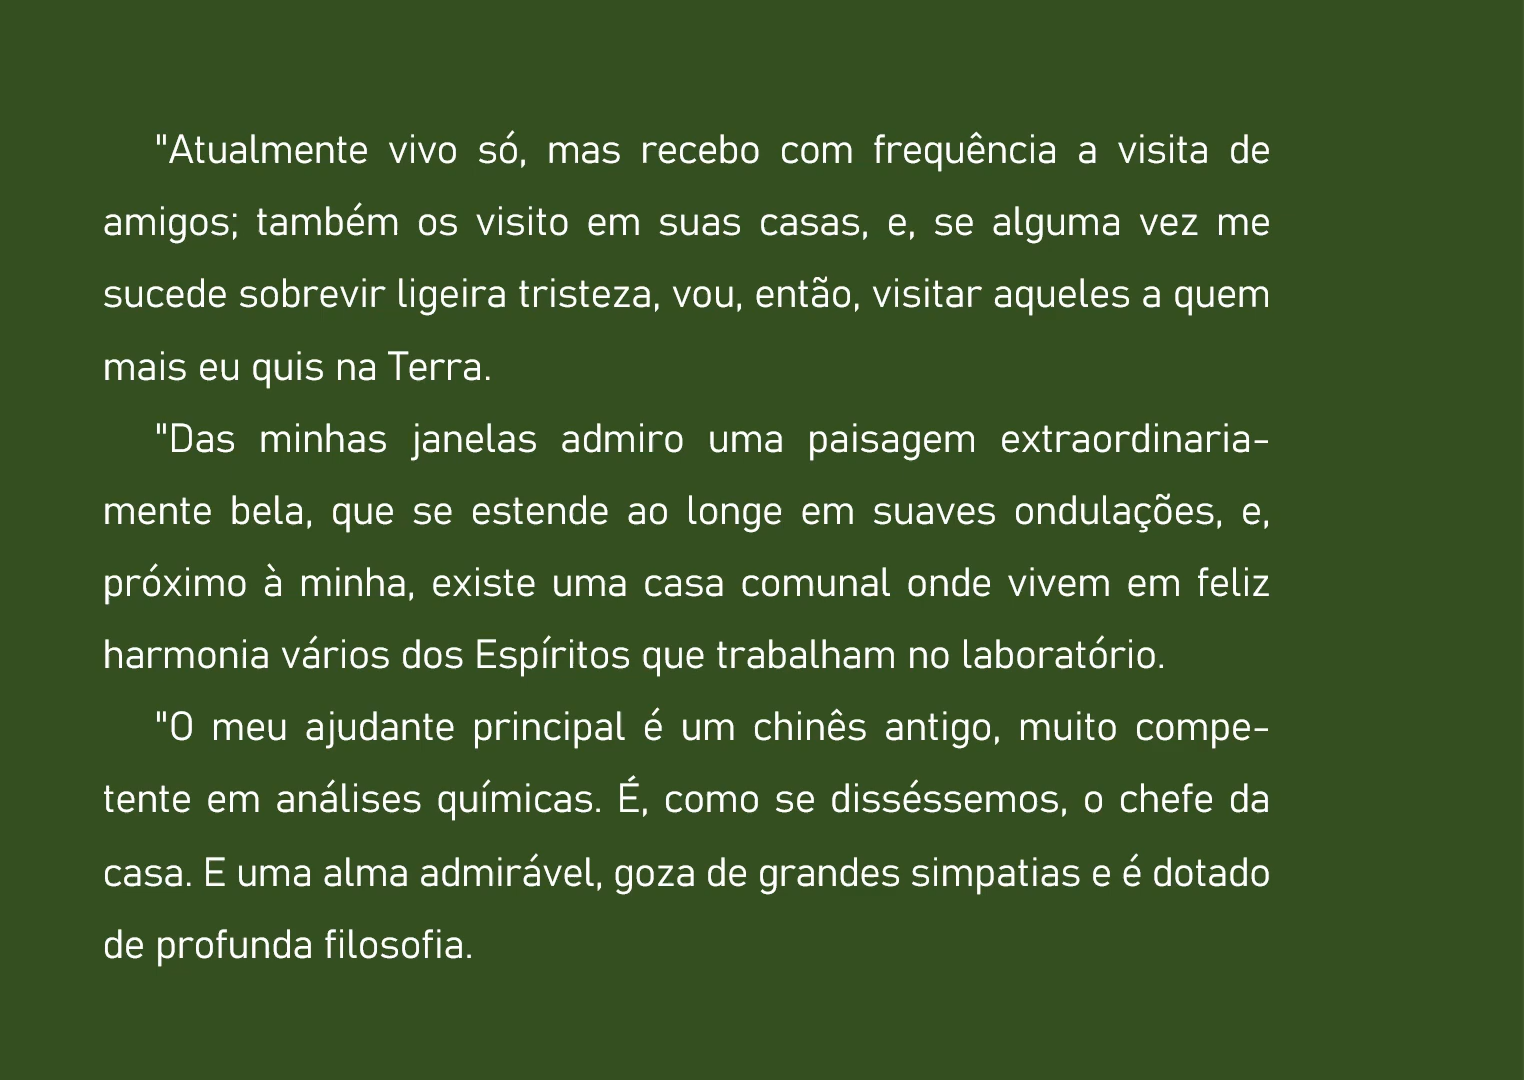 "Atualmente vivo só, mas recebo com frequência a visita de
amigos; também os visito em suas casas, e, se alguma vez me
sucede sobrevir ligeira tristeza, vou, então, visitar aqueles a quem
mais eu quis na Terra.
"Das minhas janelas admiro uma paisagem extraordinaria-
mente bela, que se estende ao longe em suaves ondulações, e,
próximo à minha, existe uma casa comunal onde vivem em feliz
harmonia vários dos Espíritos que trabalham no laboratório.
"O meu ajudante principal é um chinês antigo, muito compe-
tente em análises químicas. É, como se disséssemos, o chefe da
casa. E uma alma admirável, goza de grandes simpatias e é dotado
de profunda filosofia.